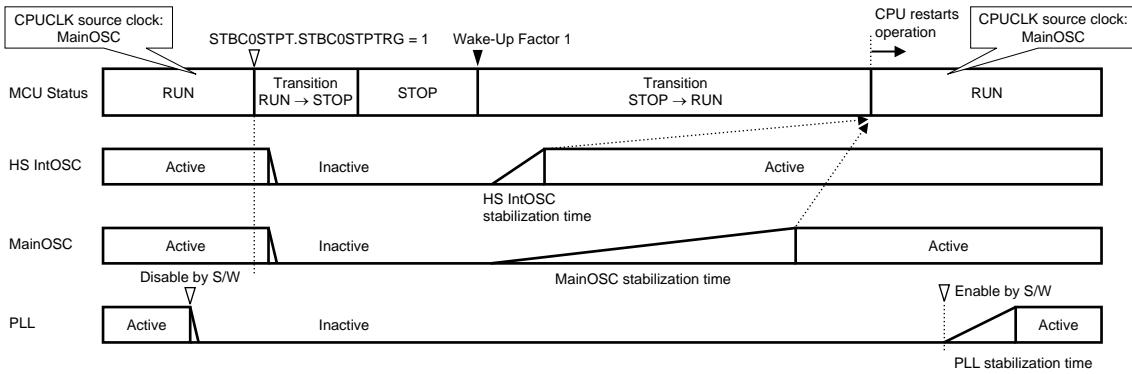 CPUCLK source clock:
MainOSC
STBC0STPT.STBC0STPTRG = 1
Wake-Up Factor 1
CPU restarts
operation
CPUCLK source clock:
MainOSC
MCU Status
RUN
Transition
RUN → STOP
STOP
Transition
STOP → RUN
RUN
HS IntOSC
Active
Inactive
Active
HS IntOSC
stabilization time
MainOSC
Active
Inactive
Active
Disable by S/W
MainOSC stabilization time
Enable by S/W
PLL
Active
Inactive
Active
PLL stabilization time